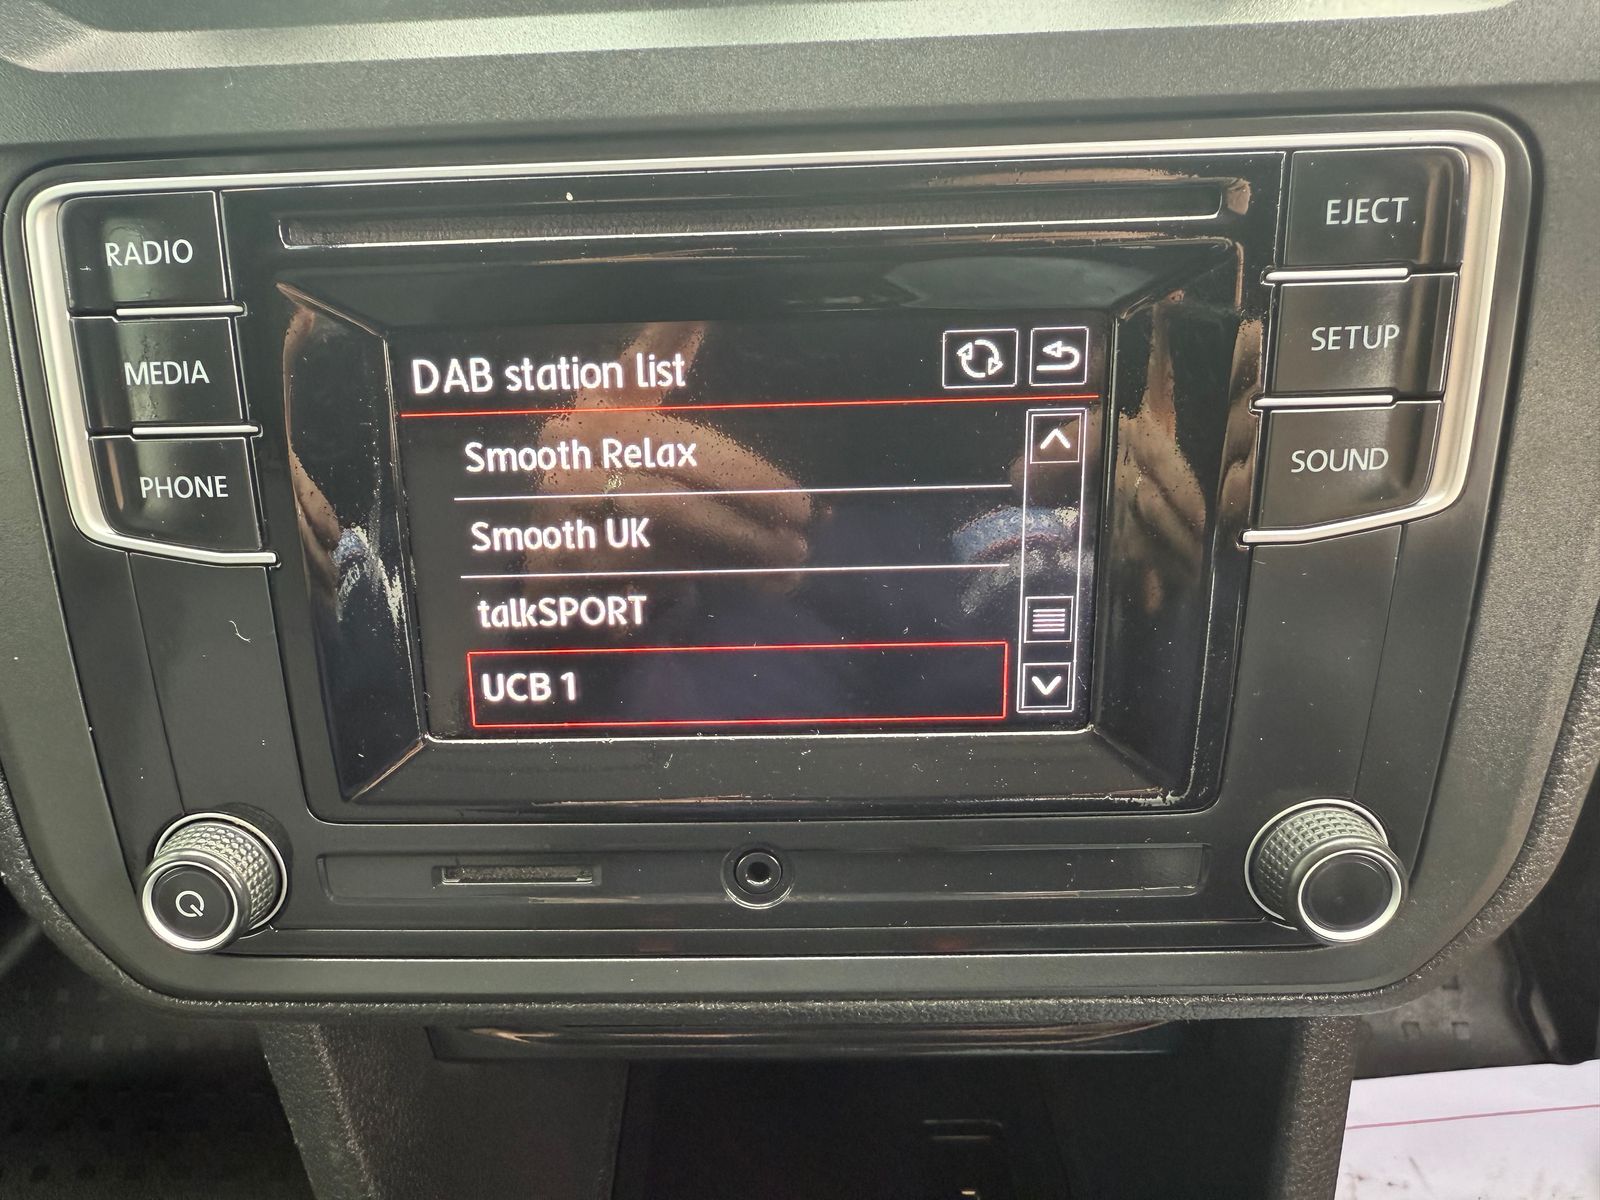 RADIO
MEDIA
PHONE
EJECT
SETUP
SOUND
DAB station list
Smooth Relax
Smooth UK
talkSPORT
UCB 1